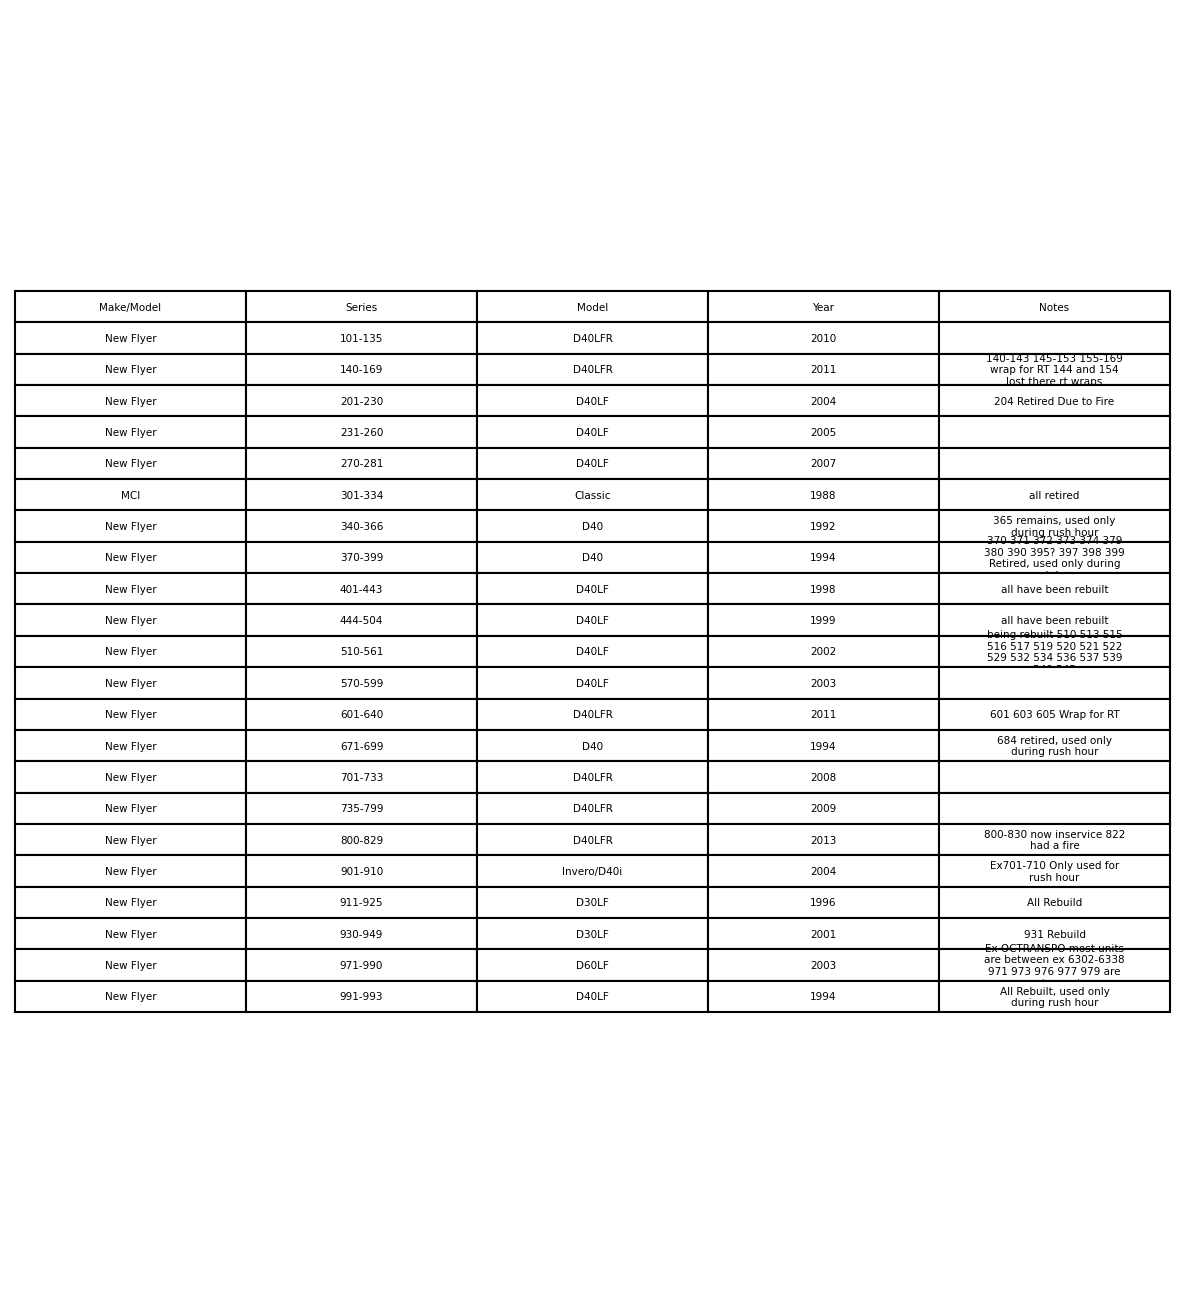 Make/Model Series Model Year Notes
New Flyer 101-135 D40LFR 2010
New Flyer 140-169 D40LFR 2011 140-143 145-153 155-169
wrap for RT 144 and 154
lost there rt wraps
New Flyer 201-230 D40LF 2004 204 Retired Due to Fire
New Flyer 231-260 D40LF 2005
New Flyer 270-281 D40LF 2007
MCI 301-334 Classic 1988 all retired
New Flyer 340-366 D40 1992 365 remains, used only
during rush hour
New Flyer 370-399 D40 1994 370 371 372 373 374 379
380 390 395? 397 398 399
Retired, used only during
New Flyer 401-443 D40LF 1998 all have been rebuilt
New Flyer 444-504 D40LF 1999 all have been rebuilt
New Flyer 510-561 D40LF 2002 being rebuilt 510 513 515
516 517 519 520 521 522
529 532 534 536 537 539
New Flyer 570-599 D40LF 2003
New Flyer 601-640 D40LFR 2011 601 603 605 Wrap for RT
New Flyer 671-699 D40 1994 684 retired, used only
during rush hour
New Flyer 701-733 D40LFR 2008
New Flyer 735-799 D40LFR 2009
New Flyer 800-829 D40LFR 2013 800-830 now inservice 822
had a fire
New Flyer 901-910 Invero/D40i 2004 Ex701-710 Only used for
rush hour
New Flyer 911-925 D30LF 1996 All Rebuild
New Flyer 930-949 D30LF 2001 931 Rebuild
New Flyer 971-990 D60LF 2003 Ex OCTRANSPO most units
are between ex 6302-6338
971 973 976 977 979 are
New Flyer 991-993 D40LF 1994 All Rebuilt, used only
during rush hour